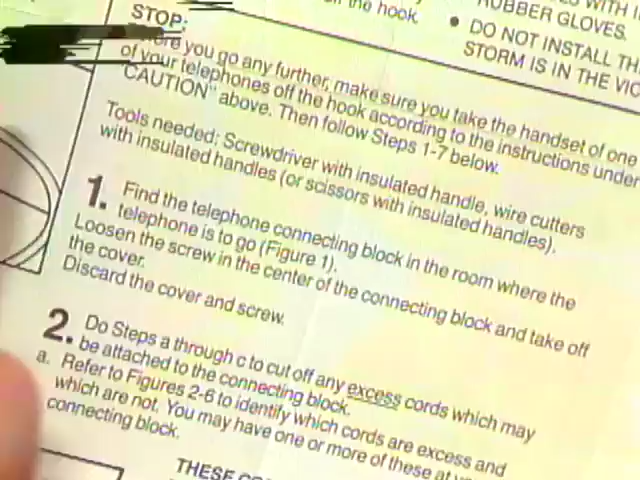 the hook.
WITH I
RUBBER GLOVES.
• DO NOT INSTALL TH
STORM IS IN THE VIC
STOP:
ore you go any further, make sure you take the handset of one
of your telephones off the hook according to the instructions under
"CAUTION" above. Then follow Steps 1-7 below.
Tools needed: Screwdriver with insulated handle, wire cutters
with insulated handles (or scissors with insulated handles).
1. Find the telephone connecting block in the room where the
telephone is to go (Figure 1).
Loosen the screw in the center of the connecting block and take off
the cover.
Discard the cover and screw.
2. Do Steps a through c to cut off any excess cords which may
be attached to the connecting block.
a. Refer to Figures 2-6 to identify which cords are excess and
which are not. You may have one or more of these at
connecting block.
THESE CO